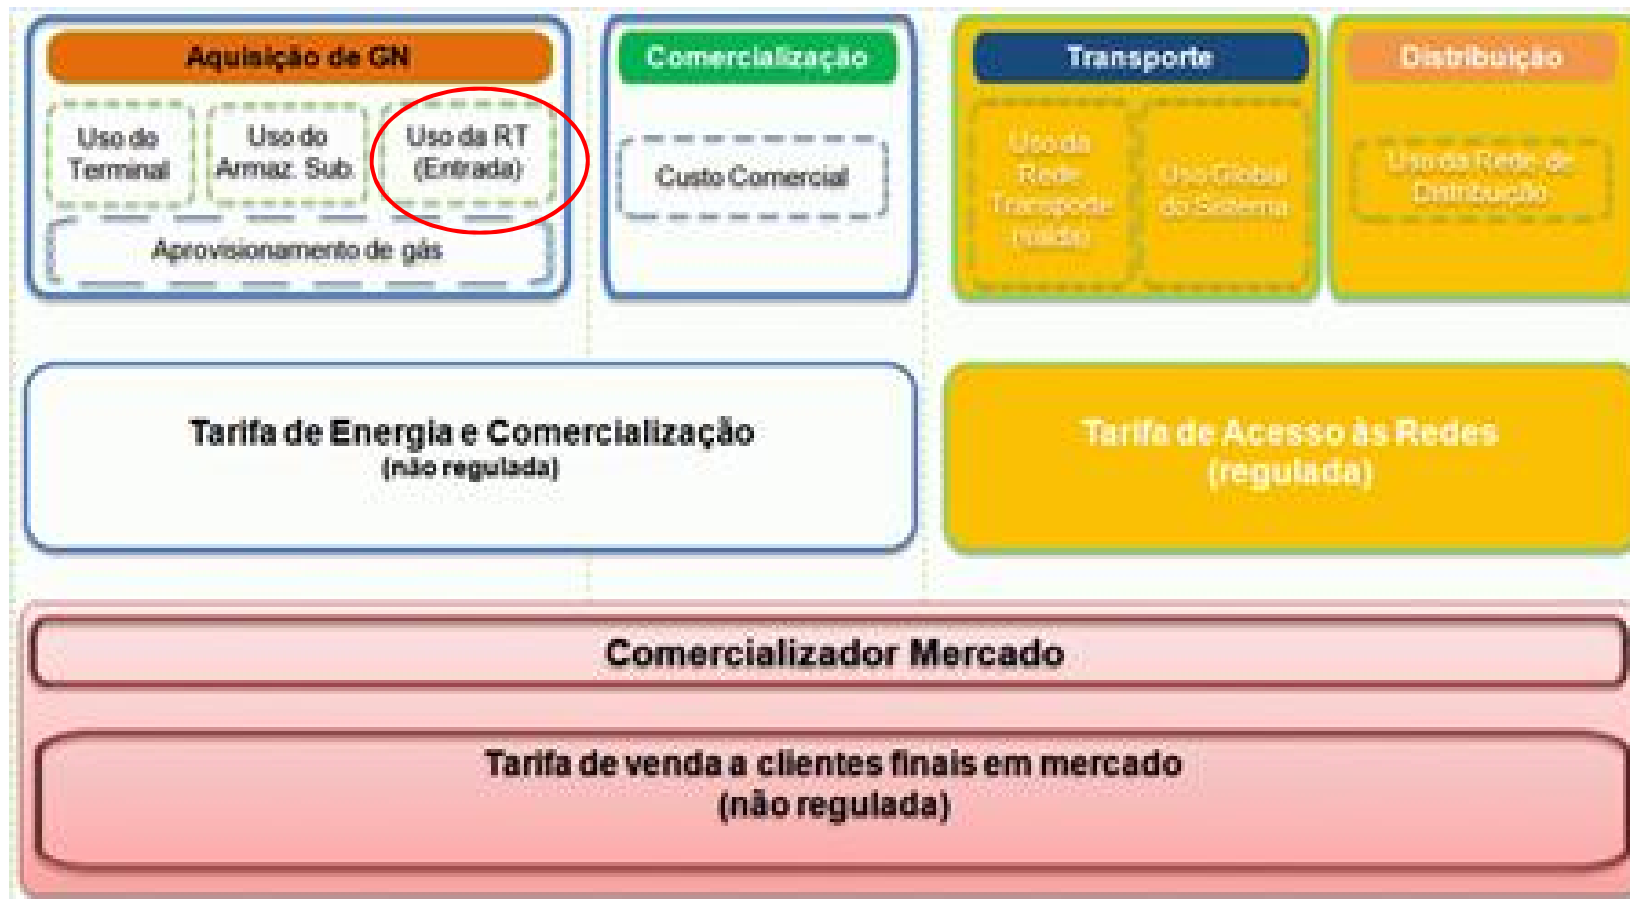 Aquisição de GN
Uso do
Terminal
Uso do
Armaz. Sub.
Uso da RT
(Entrada)
Aprovisionamento de gás
Comercialização
Custo Comercial
Transporte
Uso da
Rede
Transporte
(saída)
Uso Global
do Sistema
Distribuição
Uso da Rede de
Distribução
Tarifa de Energia e Comercialização
(não regulada)
Tarifa de Acesso às Redes
(regulada)
Comercializador Mercado
Tarifa de venda a clientes finais em mercado
(não regulada)